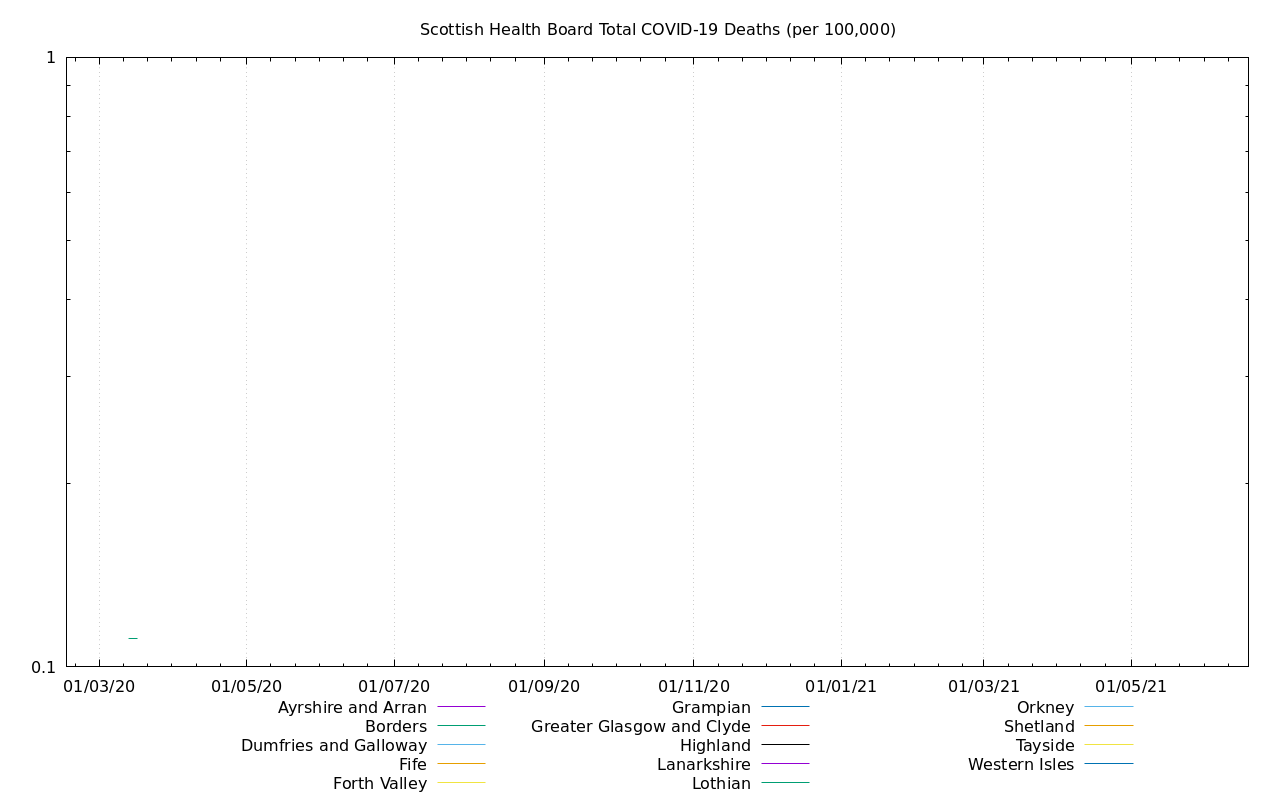 Scottish Health Board Total COVID-19 Deaths (per 100,000)
1
0.1
01/03/20 01/05/20 01/07/20 01/09/20 01/11/20 01/01/21 01/03/21 01/05/21
Ayrshire and Arran Grampian Orkney
Borders Greater Glasgow and Clyde Shetland
Dumfries and Galloway Highland Tayside
Fife Lanarkshire Western Isles
Forth Valley Lothian